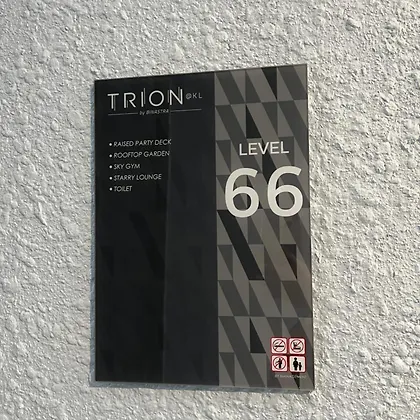 TRION @KL
by BINASTRA
• RAISED PARTY DECK
• ROOFTOP GARDEN
• SKY GYM
• STARRY LOUNGE
• TOILET
LEVEL
66